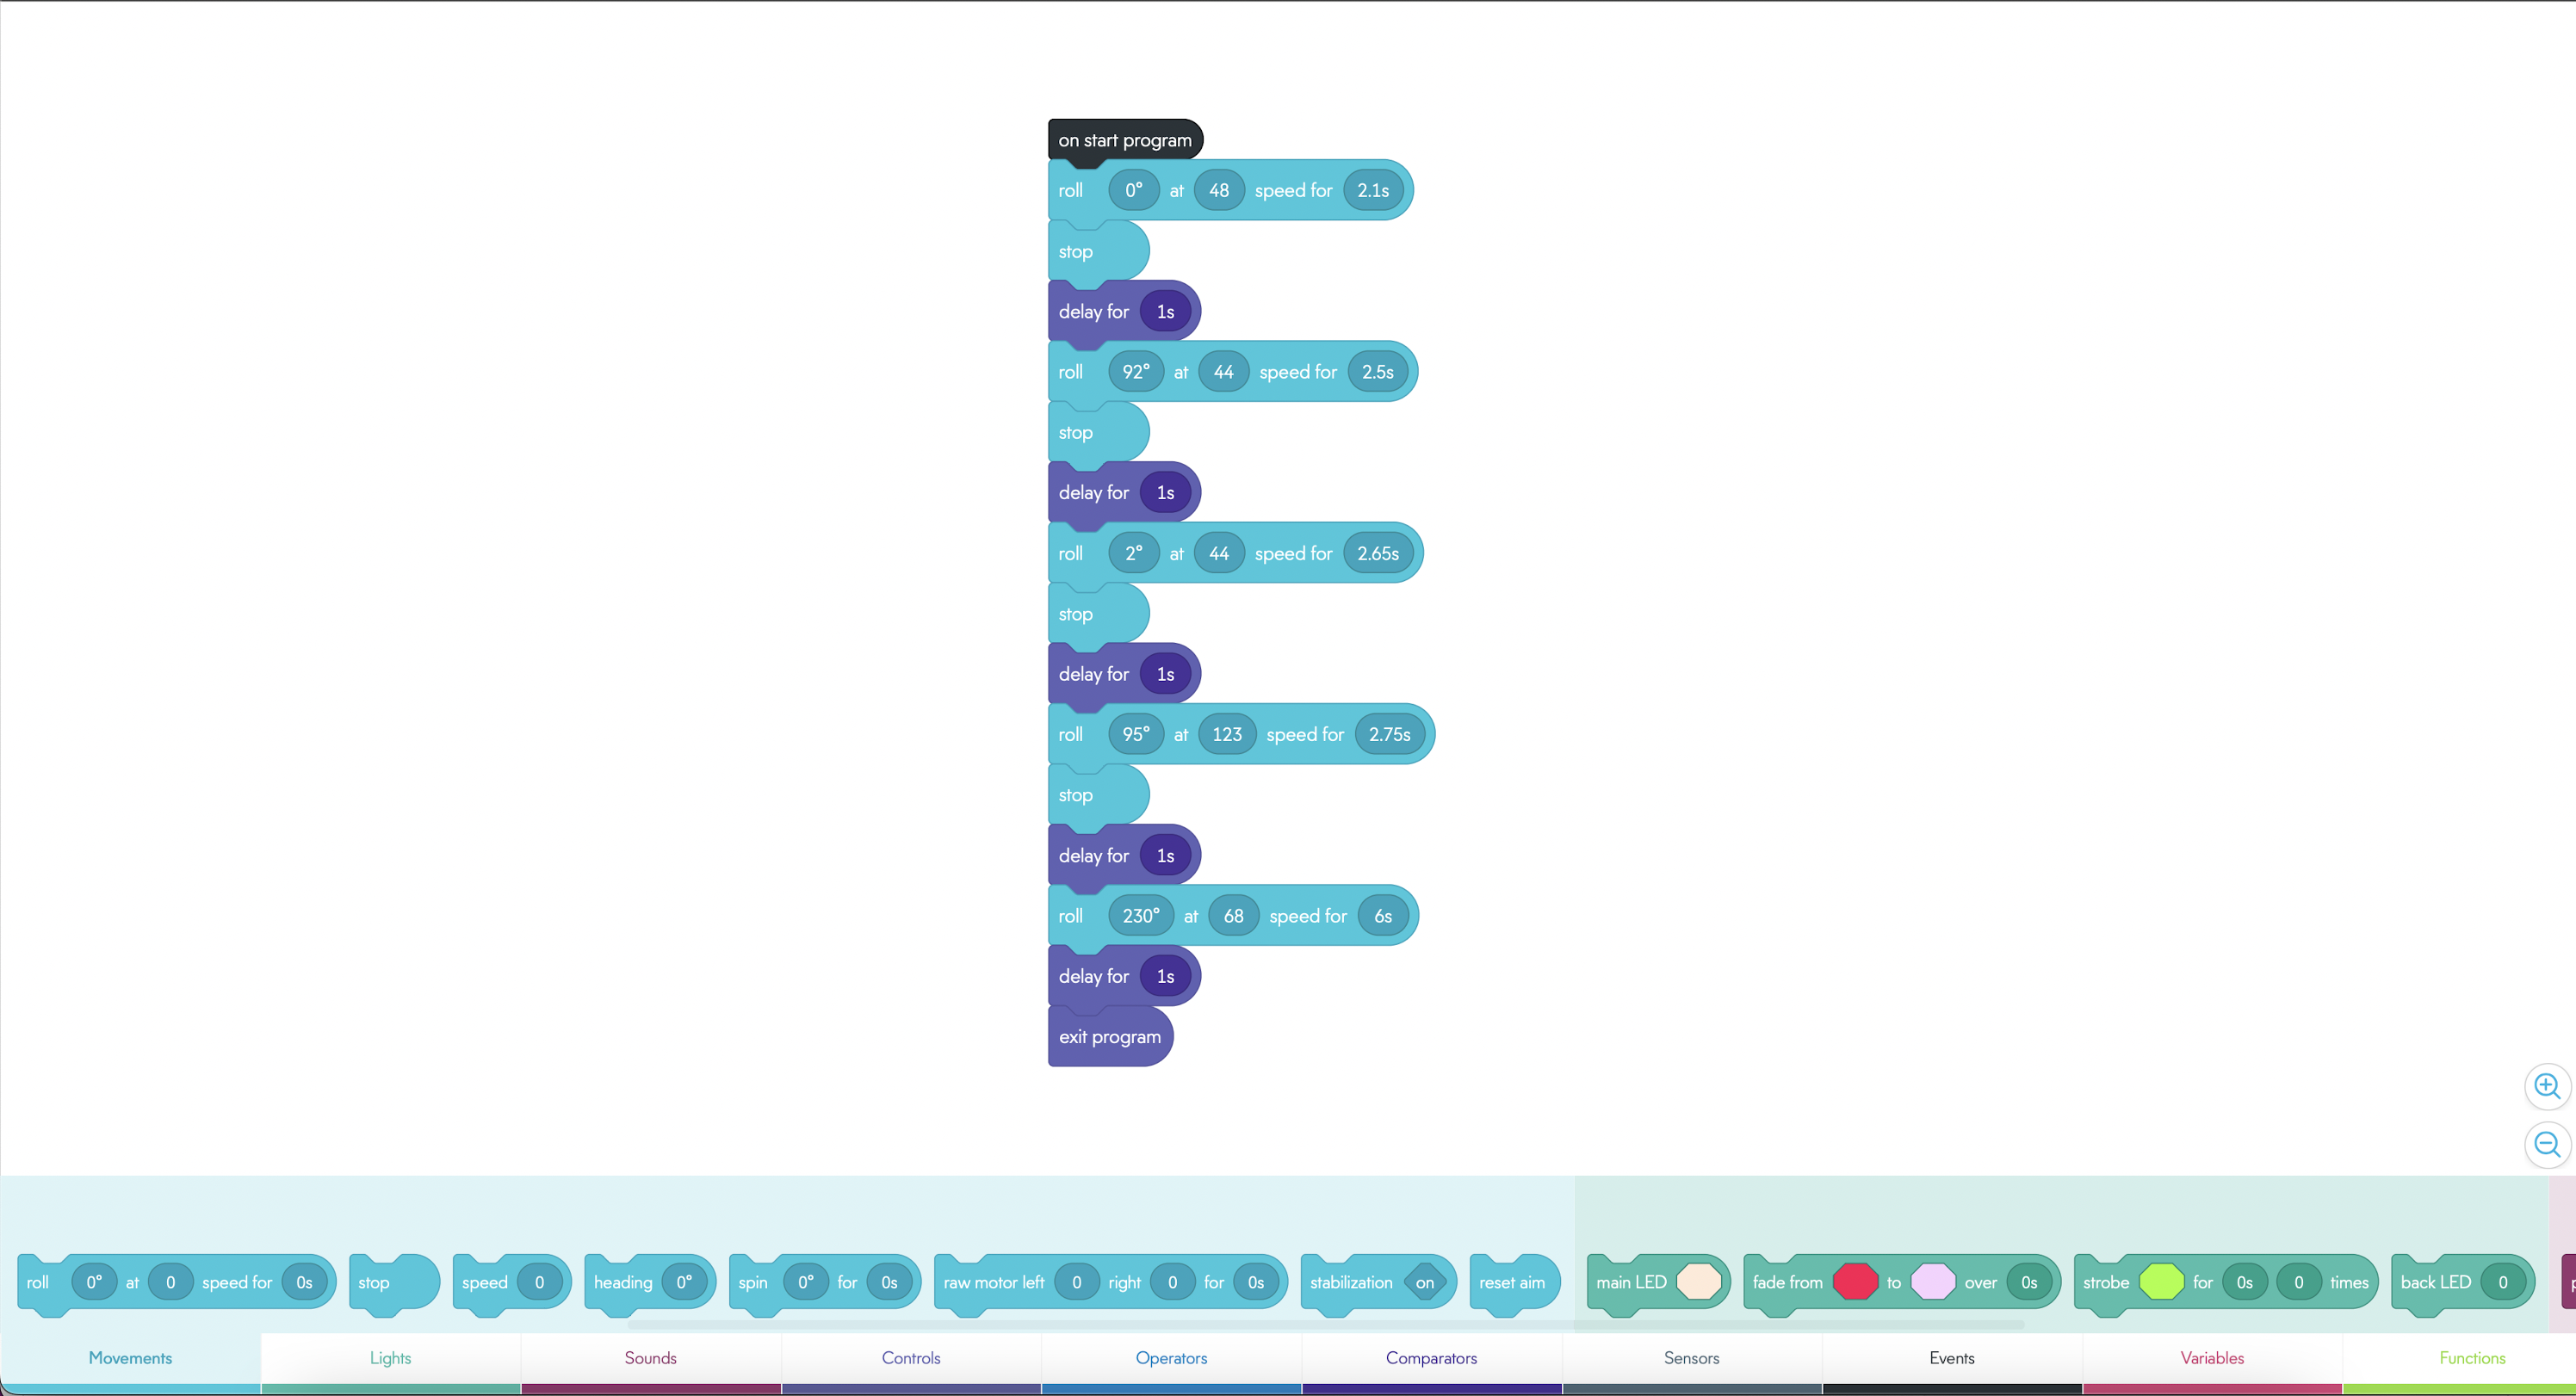 on start program
roll 0° at 48 speed for 2.1s
stop
delay for 1s
roll 92° at 44 speed for 2.5s
stop
delay for 1s
roll 2° at 44 speed for 2.65s
stop
delay for 1s
roll 95° at 123 speed for 2.75s
stop
delay for 1s
roll 230° at 68 speed for 6s
delay for 1s
exit program
roll 0° at 0 speed for 0s stop speed 0 heading 0° spin 0° for 0s raw motor left 0 right 0 for 0s stabilization on reset aim main LED fade from to over 0s strobe for 0s 0 times back LED 0
Movements Lights Sounds Controls Operators Comparators Sensors Events Variables Functions